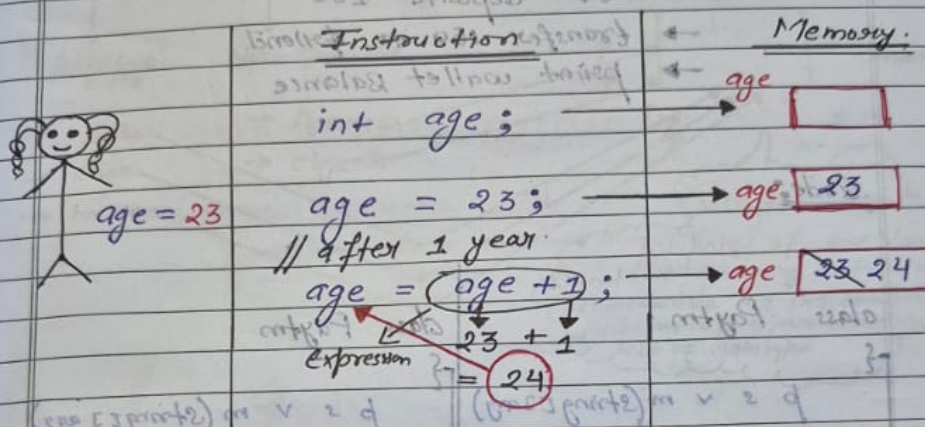 Instruction
Memory.
int age ; age
age = 23
age = 23 ; age 23
// after 1 year.
age = age + 1 ; age 23 24
23 + 1
Expression
= 24